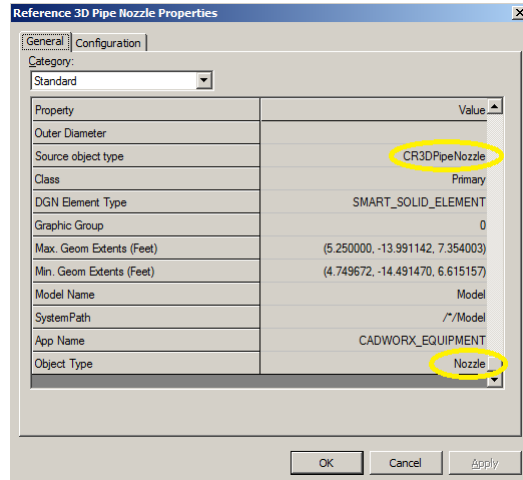 Reference 3D Pipe Nozzle Properties
General Configuration
Category:
Standard
Property Value
Outer Diameter
Source object type CR3DPipeNozzle
Class Primary
DGN Element Type SMART_SOLID_ELEMENT
Graphic Group 0
Max. Geom Extents (Feet) (5.250000, -13.991142, 7.354003)
Min. Geom Extents (Feet) (4.749672, -14.491470, 6.615157)
Model Name Model
SystemPath /*/Model
App Name CADWORX_EQUIPMENT
Object Type Nozzle
OK Cancel Apply